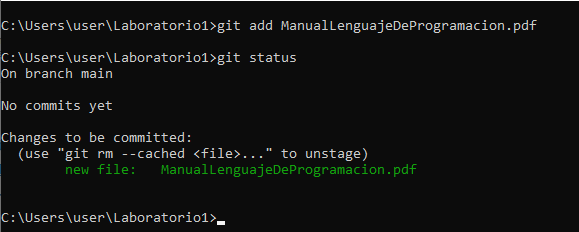 C:\Users\user\Laboratorio1>git add ManualLenguajeDeProgramacion.pdf
C:\Users\user\Laboratorio1>git status
On branch main
No commits yet
Changes to be committed:
  (use "git rm --cached <file>..." to unstage)
        new file:   ManualLenguajeDeProgramacion.pdf
C:\Users\user\Laboratorio1>